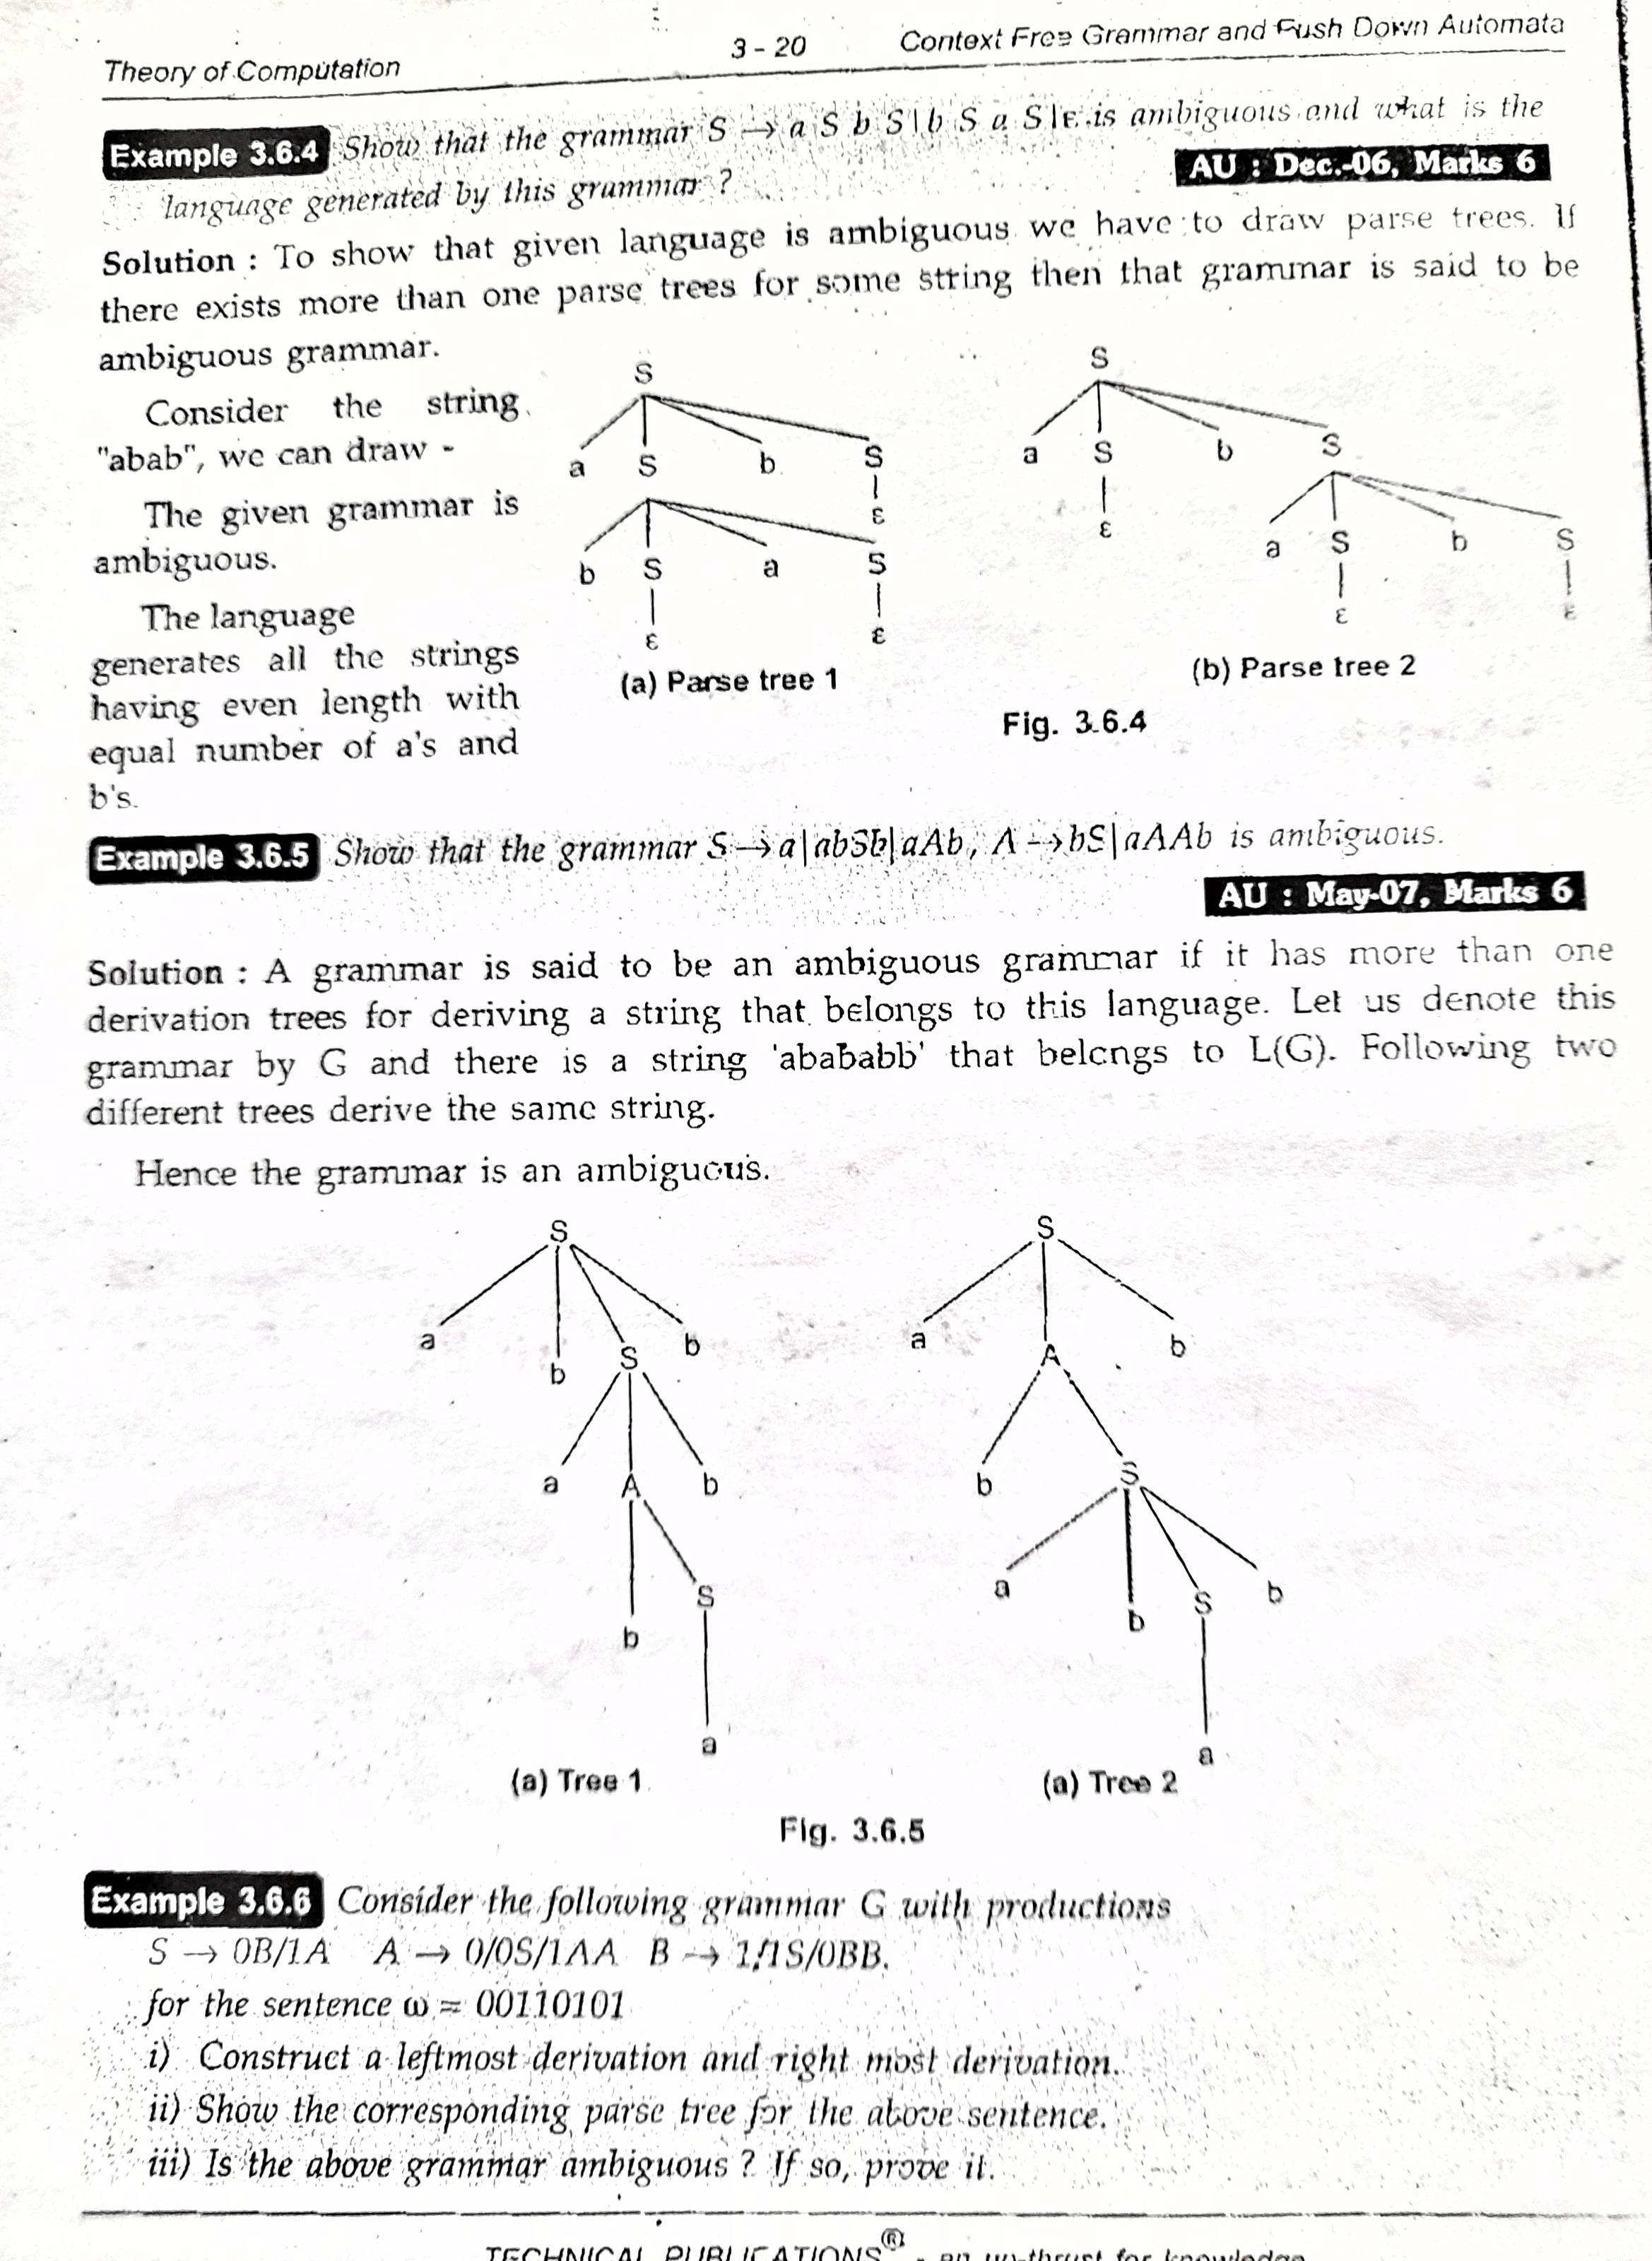 Theory of Computation 3 - 20 Context Free Grammar and Push Down Automata
Example 3.6.4 Show that the grammar S → a S b S | b S a S | ε is ambiguous and what is the
language generated by this grammar ? AU : Dec.-06, Marks 6
Solution : To show that given language is ambiguous we have to draw parse trees. If
there exists more than one parse trees for some string then that grammar is said to be
ambiguous grammar.
Consider the string
"abab", we can draw -
The given grammar is
ambiguous.
The language
generates all the strings
having even length with
equal number of a's and
b's.
S
a S b S
ε
b S a S
ε ε
(a) Parse tree 1
S
a S b S
ε
a S b S
ε ε
(b) Parse tree 2
Fig. 3.6.4
Example 3.6.5 Show that the grammar S → a | abSb | aAb, A → bS | aAAb is ambiguous.
AU : May-07, Marks 6
Solution : A grammar is said to be an ambiguous grammar if it has more than one
derivation trees for deriving a string that belongs to this language. Let us denote this
grammar by G and there is a string 'abababb' that belongs to L(G). Following two
different trees derive the same string.
Hence the grammar is an ambiguous.
S
a b S b
a A b
b S
a
(a) Tree 1
S
a A b
b S
a b S b
a
(a) Tree 2
Fig. 3.6.5
Example 3.6.6 Consider the following grammar G with productions
S → 0B/1A A → 0/0S/1AA B → 1/1S/0BB.
for the sentence ω = 00110101
i) Construct a leftmost derivation and right most derivation.
ii) Show the corresponding parse tree for the above sentence.
iii) Is the above grammar ambiguous ? If so, prove it.
TECHNICAL PUBLICATIONS® - an up-thrust for knowledge